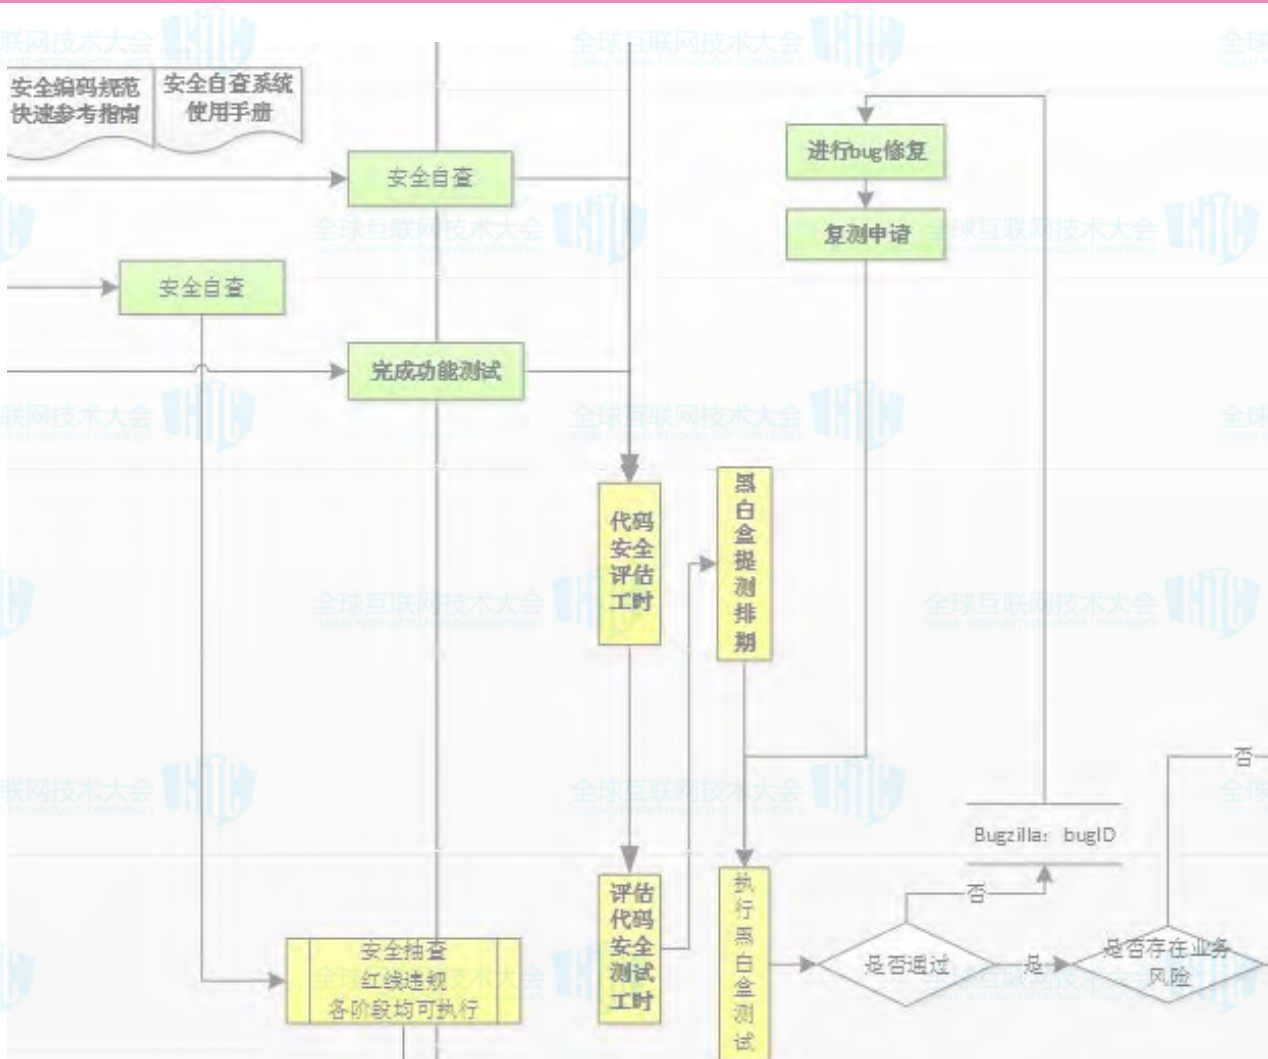 安全编码规范
快速参考指南
安全自查系统
使用手册
安全自查
进行bug修复
复测申请
安全自查
完成功能测试
代码
安全
评估
工时
黑
白
盒
提
测
排
期
否
Bugzilla: bugID
评估
代码
安全
测试
工时
执
行
黑
白
盒
测
试
否
是否通过
是
是否存在业务
风险
安全抽查
红线违规
各阶段均可执行
全球互联网技术大会